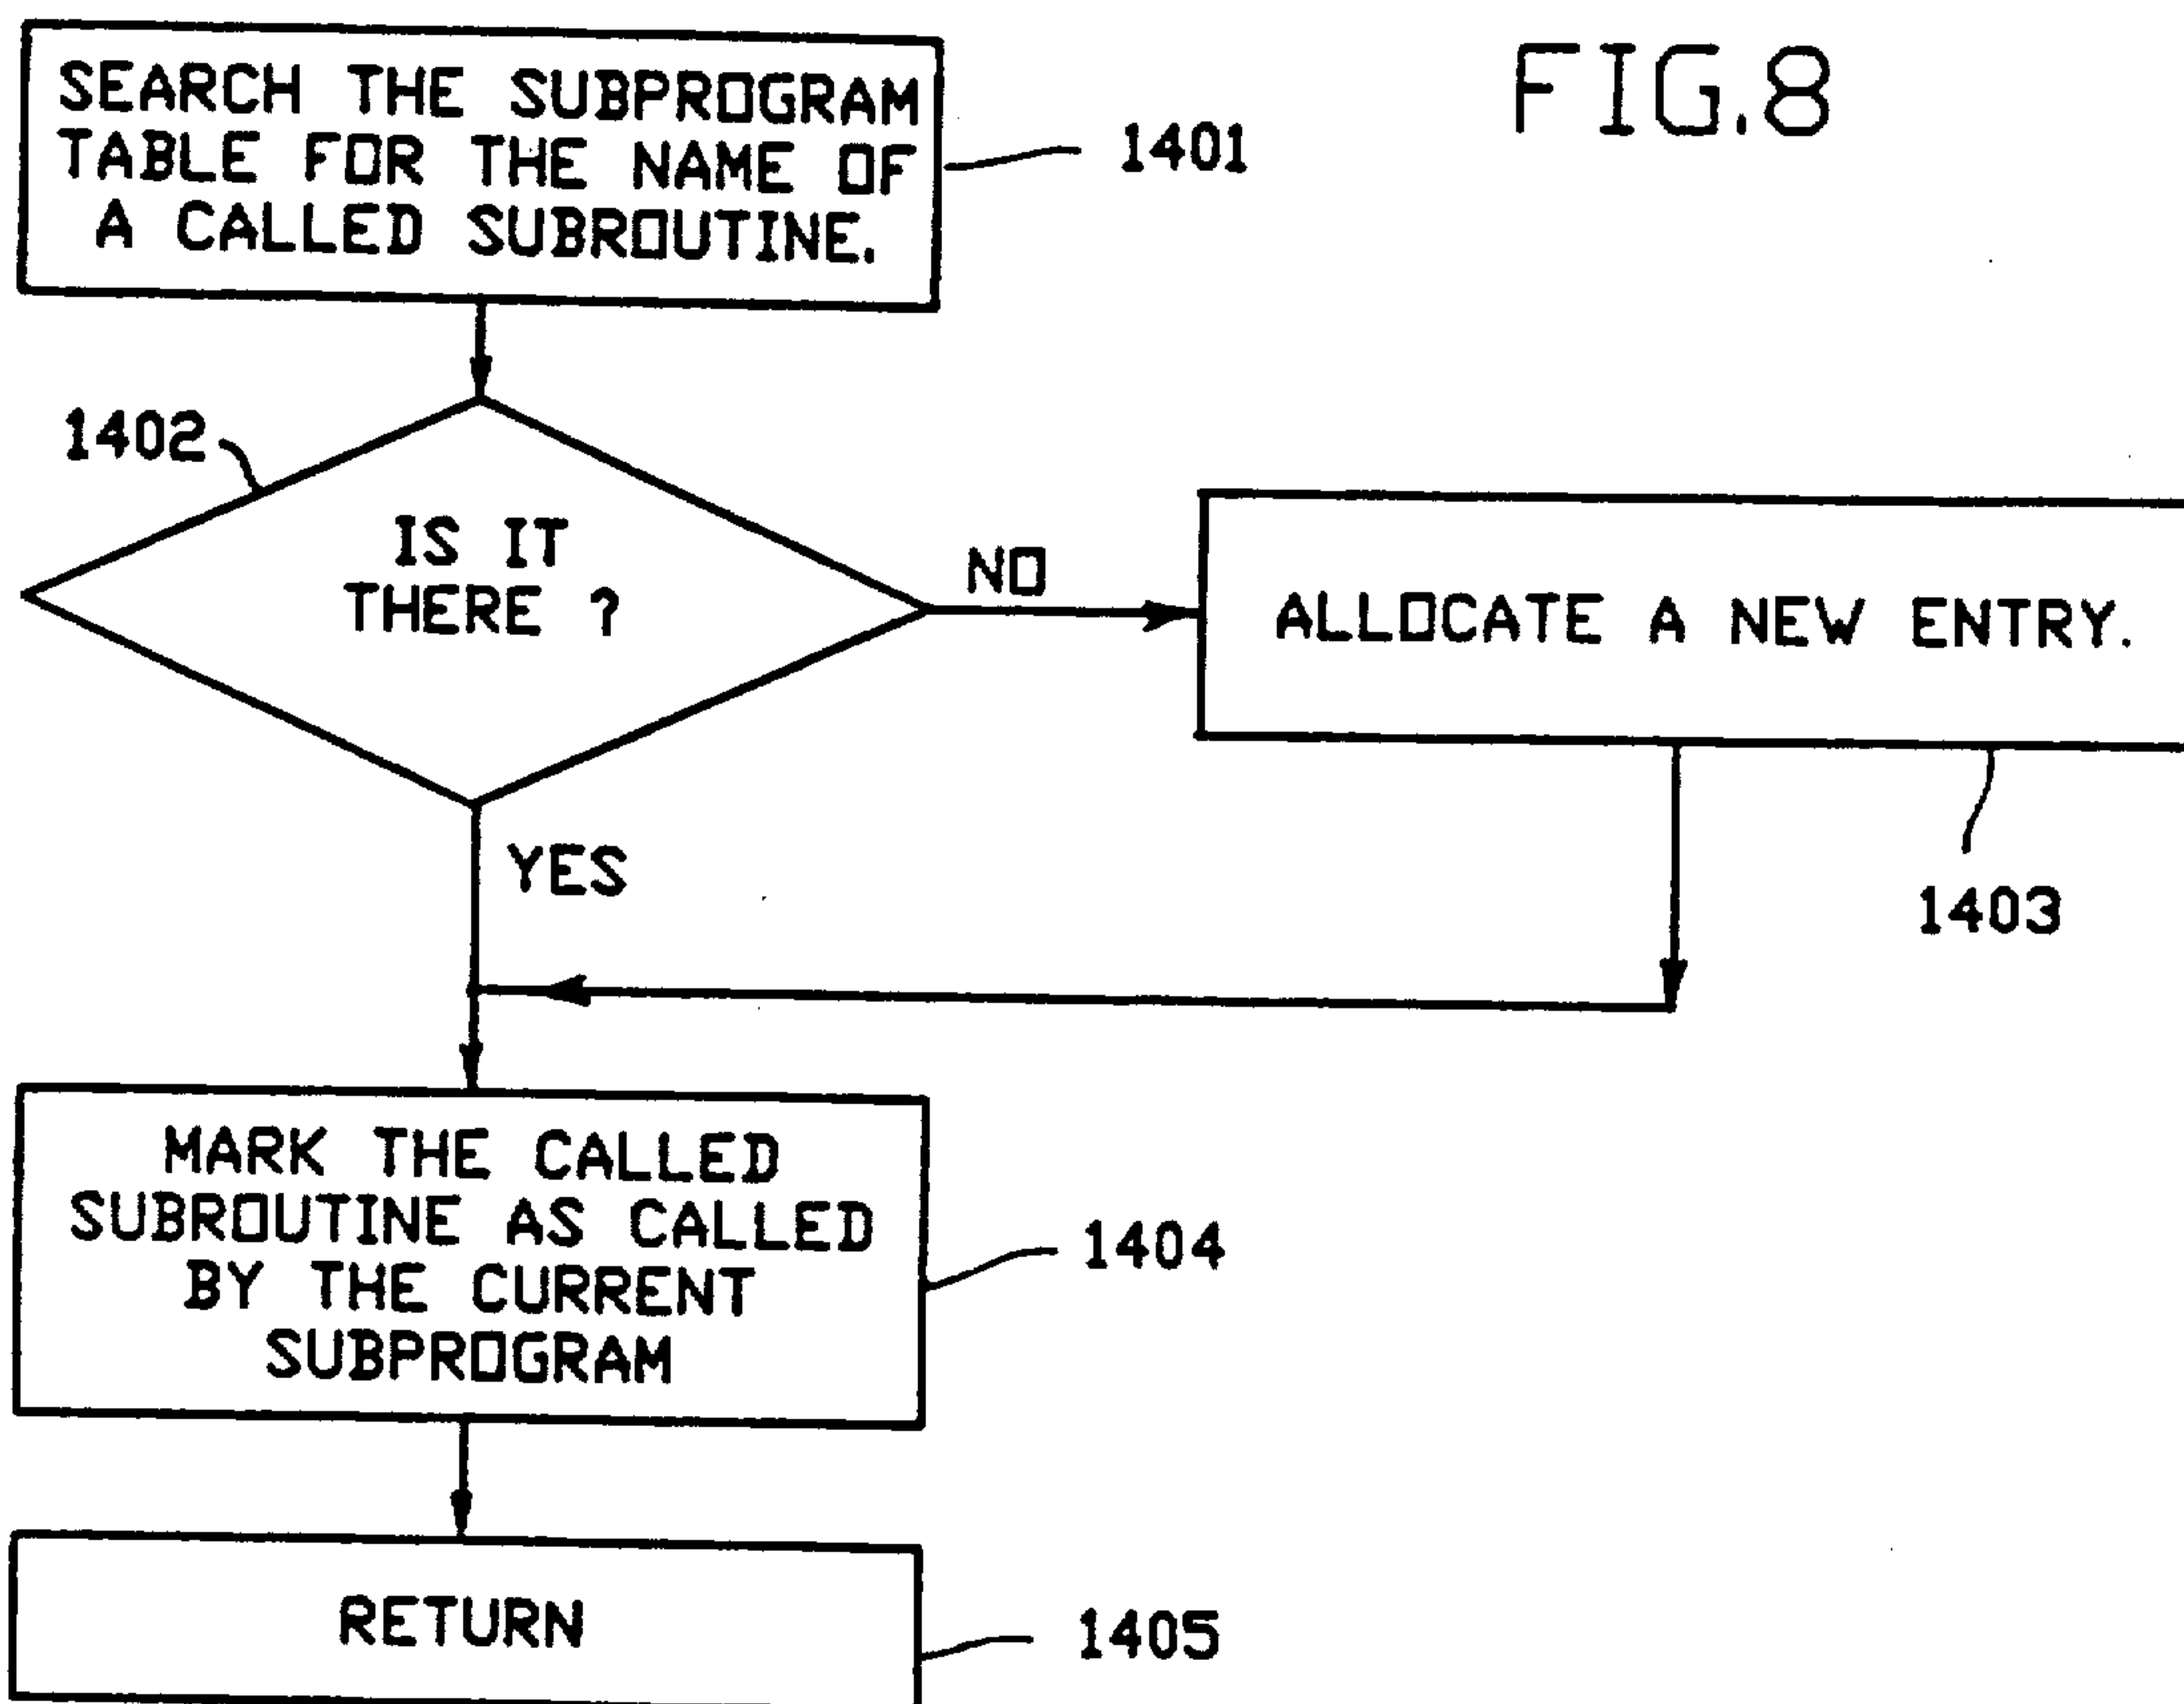 FIG.8
SEARCH THE SUBPROGRAM
TABLE FOR THE NAME OF
A CALLED SUBROUTINE.
1401
1402
IS IT
THERE ?
NO
ALLOCATE A NEW ENTRY.
1403
YES
MARK THE CALLED
SUBROUTINE AS CALLED
BY THE CURRENT
SUBPROGRAM
1404
RETURN
1405